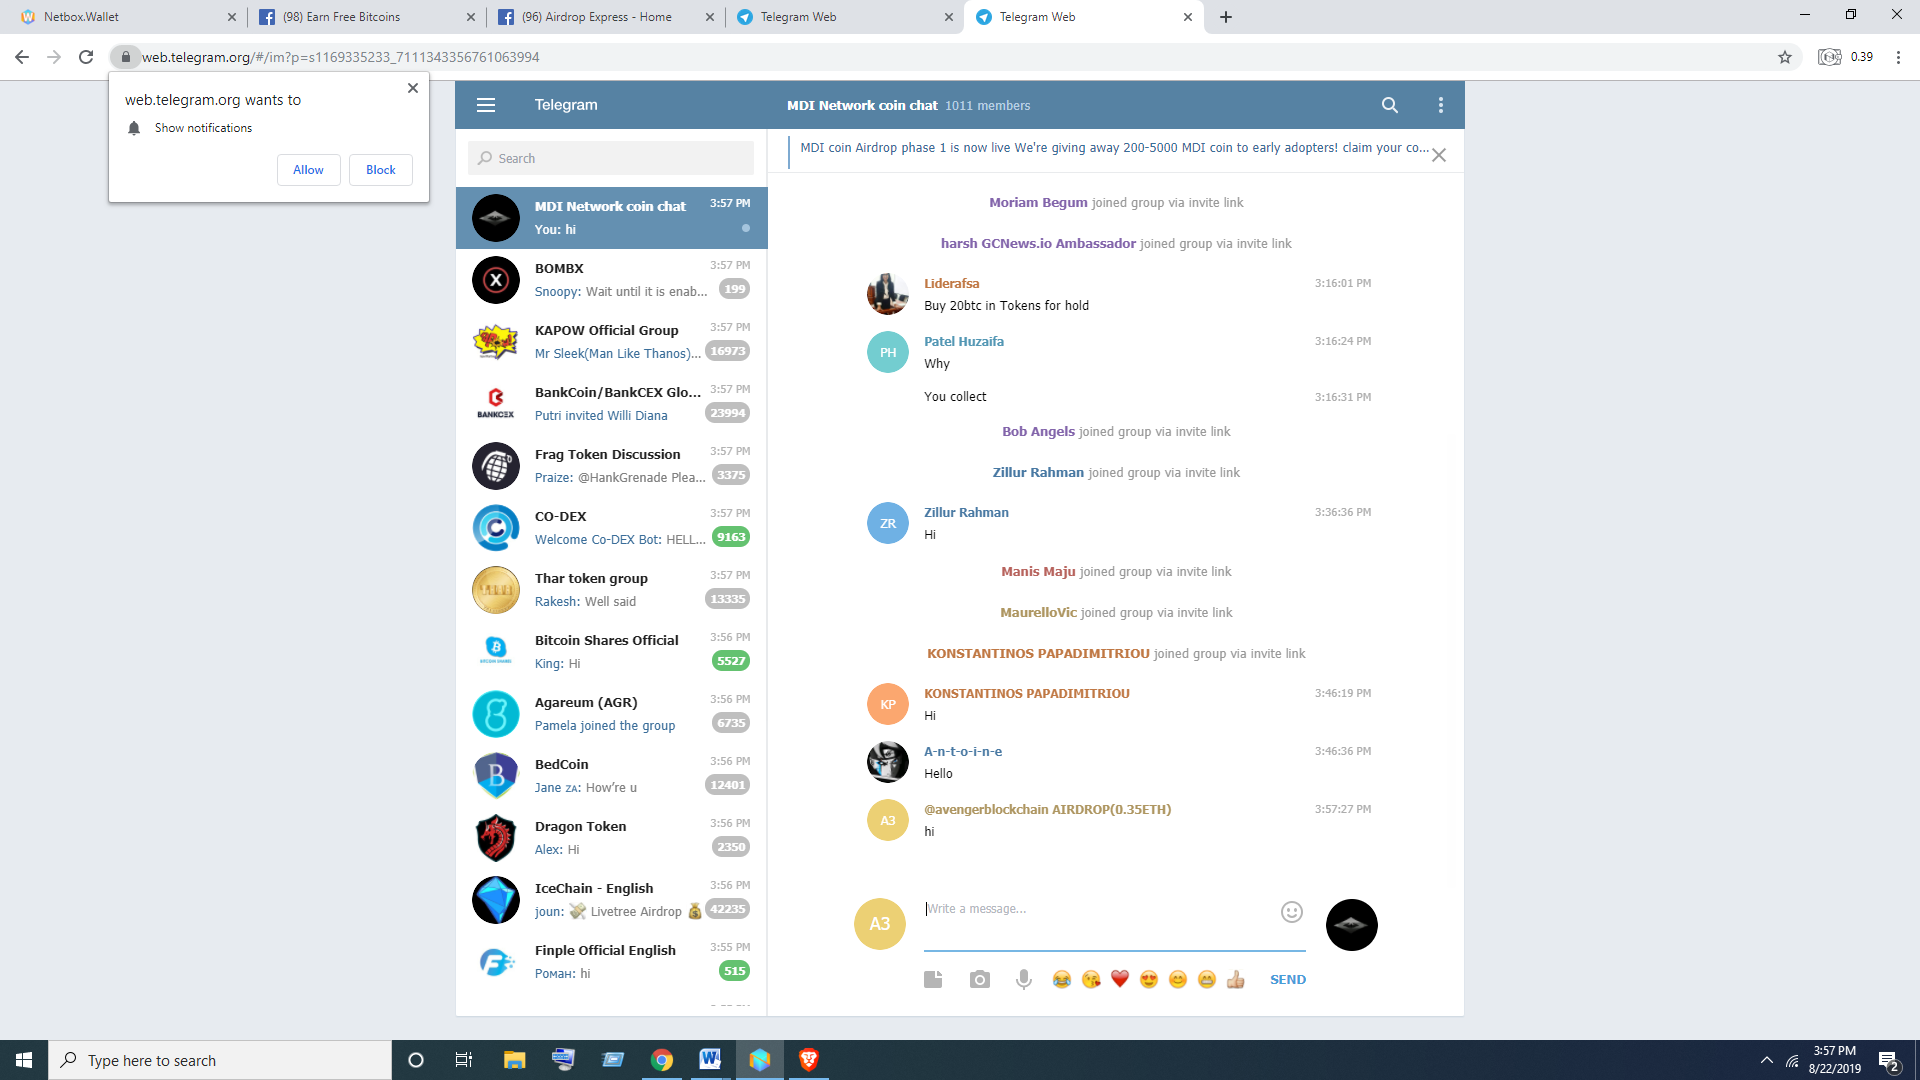 Netbox.Wallet
(98) Earn Free Bitcoins
(96) Airdrop Express - Home
Telegram Web
Telegram Web
web.telegram.org/#/im?p=s1169335233_7111343356761063994
0.39
web.telegram.org wants to
Show notifications
Allow
Block
Telegram
MDI Network coin chat 1011 members
Search
MDI coin Airdrop phase 1 is now live We're giving away 200-5000 MDI coin to early adopters! claim your co...
MDI Network coin chat 3:57 PM
You: hi
BOMBX 3:57 PM
Snoopy: Wait until it is enab... 199
KAPOW Official Group 3:57 PM
Mr Sleek(Man Like Thanos)... 16973
BankCoin/BankCEX Glo... 3:57 PM
Putri invited Willi Diana 23994
BANKCEX
Frag Token Discussion 3:57 PM
Praize: @HankGrenade Plea... 3375
CO-DEX 3:57 PM
Welcome Co-DEX Bot: HELL... 9163
Thar token group 3:57 PM
Rakesh: Well said 13335
Bitcoin Shares Official 3:56 PM
King: Hi 5527
BITCOIN SHARES
Agareum (AGR) 3:56 PM
Pamela joined the group 6735
BedCoin 3:56 PM
Jane ZA: How're u 12401
Dragon Token 3:56 PM
Alex: Hi 2350
IceChain - English 3:56 PM
joun: 💸 Livetree Airdrop 💰 42235
Finple Official English 3:55 PM
Роман: hi 515
Moriam Begum joined group via invite link
harsh GCNews.io Ambassador joined group via invite link
Liderafsa 3:16:01 PM
Buy 20btc in Tokens for hold
PH
Patel Huzaifa 3:16:24 PM
Why
You collect 3:16:31 PM
Bob Angels joined group via invite link
Zillur Rahman joined group via invite link
ZR
Zillur Rahman 3:36:36 PM
Hi
Manis Maju joined group via invite link
MaurelloVic joined group via invite link
KONSTANTINOS PAPADIMITRIOU joined group via invite link
KP
KONSTANTINOS PAPADIMITRIOU 3:46:19 PM
Hi
A-n-t-o-i-n-e 3:46:36 PM
Hello
A3
@avengerblockchain AIRDROP(0.35ETH) 3:57:27 PM
hi
A3
Write a message...
😂 😘 ❤️ 😍 😊 😁 👍 SEND
Type here to search
3:57 PM
8/22/2019
2